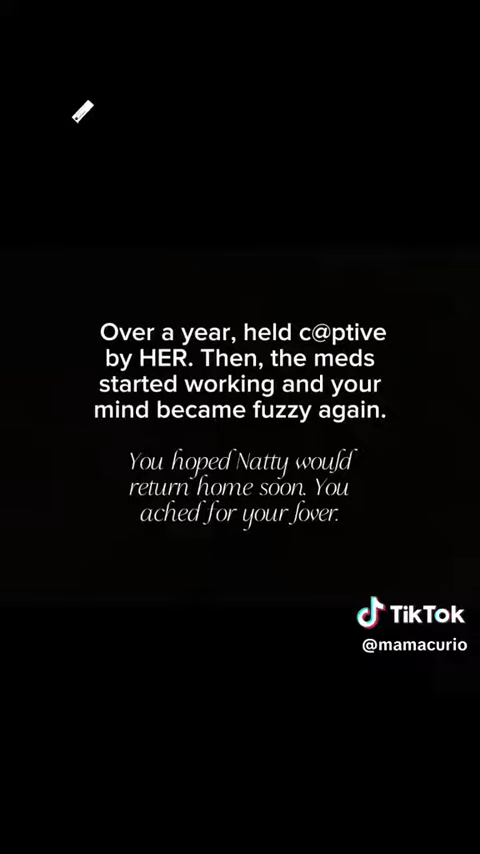 Over a year, held c@ptive
by HER. Then, the meds
started working and your
mind became fuzzy again.
You hoped Natty would
return home soon. You
ached for your lover.
TikTok
@mamacurio